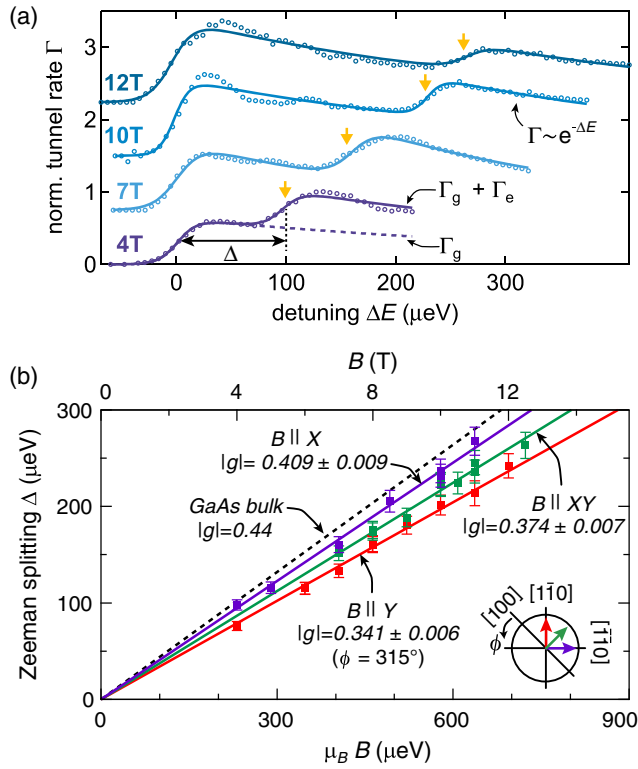 (a)
norm. tunnel rate Γ
3
2
1
0
12T
10T
7T
4T
Γ~e^-ΔE
Γg + Γe
Γg
Δ
0
100
200
300
detuning ΔE (μeV)
(b)
B (T)
0
4
8
12
Zeeman splitting Δ (μeV)
300
200
100
0
B || X
|g|= 0.409 ± 0.009
GaAs bulk
|g|=0.44
B || XY
|g|=0.374 ± 0.007
B || Y
|g|=0.341 ± 0.006
(ϕ = 315°)
[100]
[11̄0]
[1̄1̄0]
ϕ
0
300
600
900
μB B (μeV)